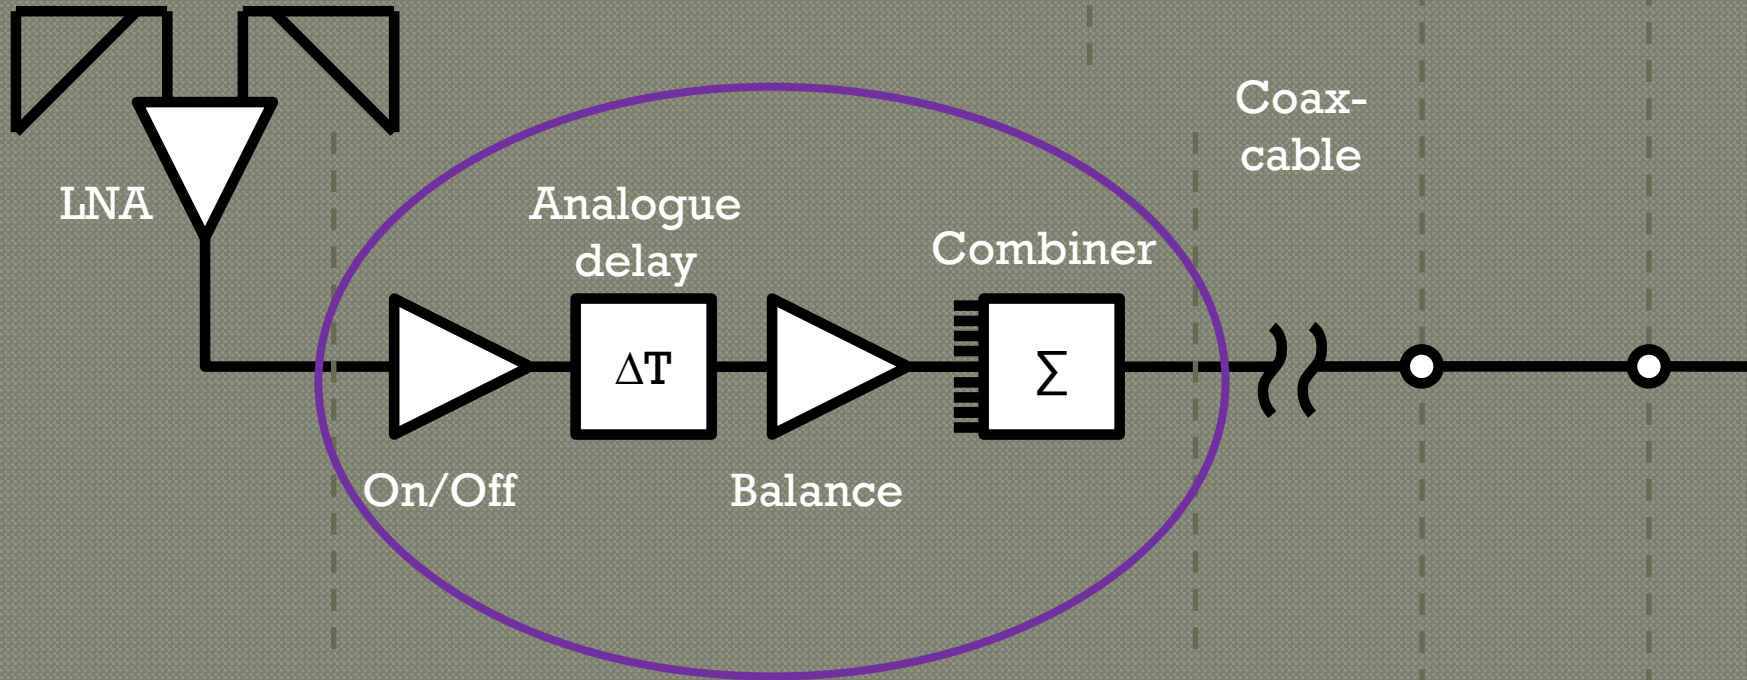 Coax-
cable
LNA
Analogue
delay
Combiner
ΔT
Σ
On/Off
Balance